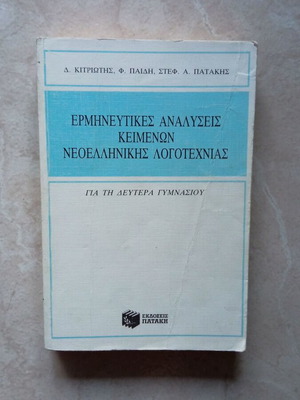 Δ. ΚΙΤΡΙΩΤΗΣ, Φ. ΠΑΙΔΗ, ΣΤΕΦ. Α. ΠΑΤΑΚΗΣ
ΕΡΜΗΝΕΥΤΙΚΕΣ ΑΝΑΛΥΣΕΙΣ
ΚΕΙΜΕΝΩΝ
ΝΕΟΕΛΛΗΝΙΚΗΣ ΛΟΓΟΤΕΧΝΙΑΣ
ΓΙΑ ΤΗ ΔΕΥΤΕΡΑ ΓΥΜΝΑΣΙΟΥ
ΕΚΔΟΣΕΙΣ
ΠΑΤΑΚΗ